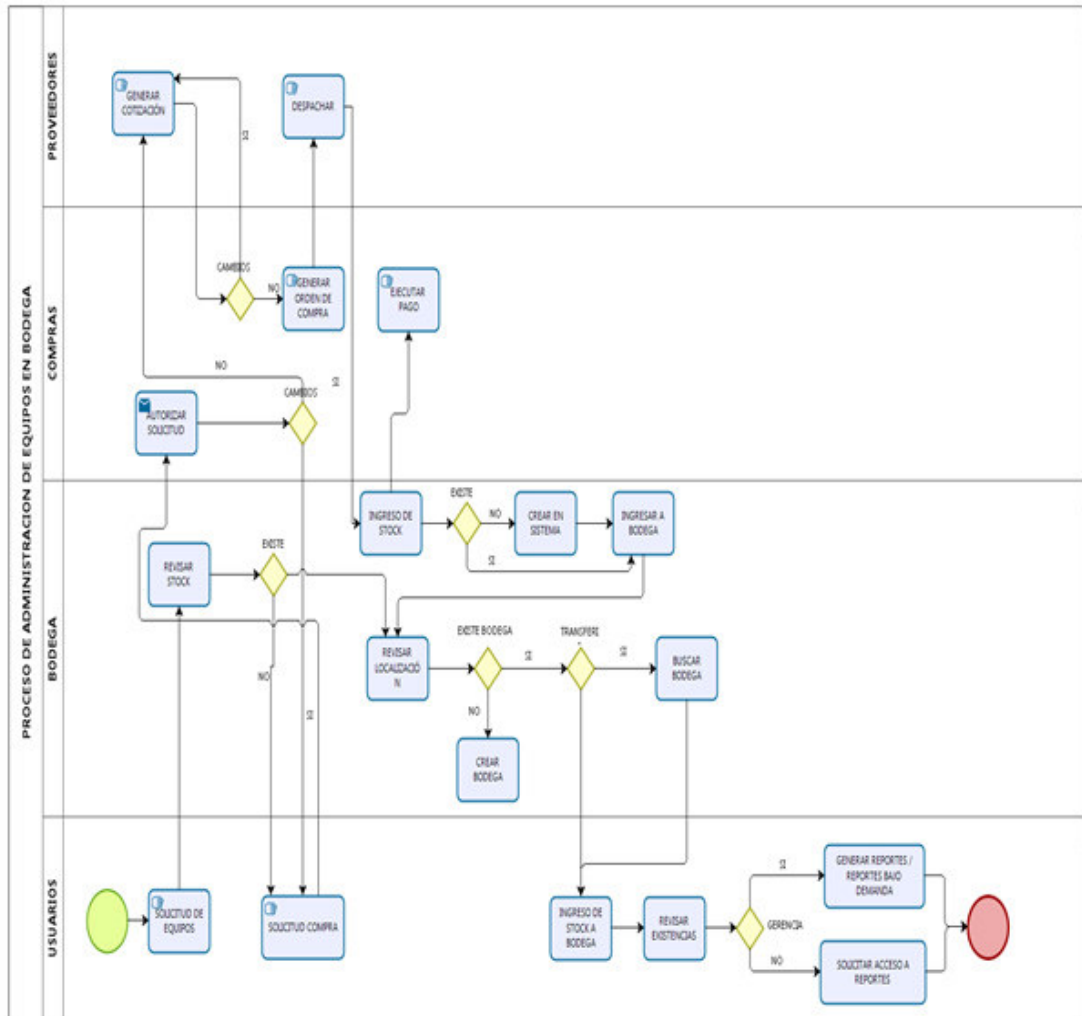 PROCESO DE ADMINISTRACION DE EQUIPOS EN BODEGA
PROVEEDORES
GENERAR
COTIZACIÓN
DESPACHAR
SI
COMPRAS
CAMBIOS
NO
GENERAR
ORDEN DE
COMPRA
EJECUTAR
PAGO
NO
SI
CAMBIOS
AUTORIZAR
SOLICITUD
BODEGA
INGRESO DE
STOCK
EXISTE
NO
CREAR EN
SISTEMA
INGRESAR A
BODEGA
SI
REVISAR
STOCK
EXISTE
NO
SI
REVISAR
LOCALIZACIÓ
N
EXISTE BODEGA
SI
TRANSFERI
SI
BUSCAR
BODEGA
NO
CREAR
BODEGA
USUARIOS
SOLICITUD DE
EQUIPOS
SOLICITUD COMPRA
INGRESO DE
STOCK A
BODEGA
REVISAR
EXISTENCIAS
GERENCIA
SI
GENERAR REPORTES /
REPORTES BAJO
DEMANDA
NO
SOLICITAR ACCESO A
REPORTES